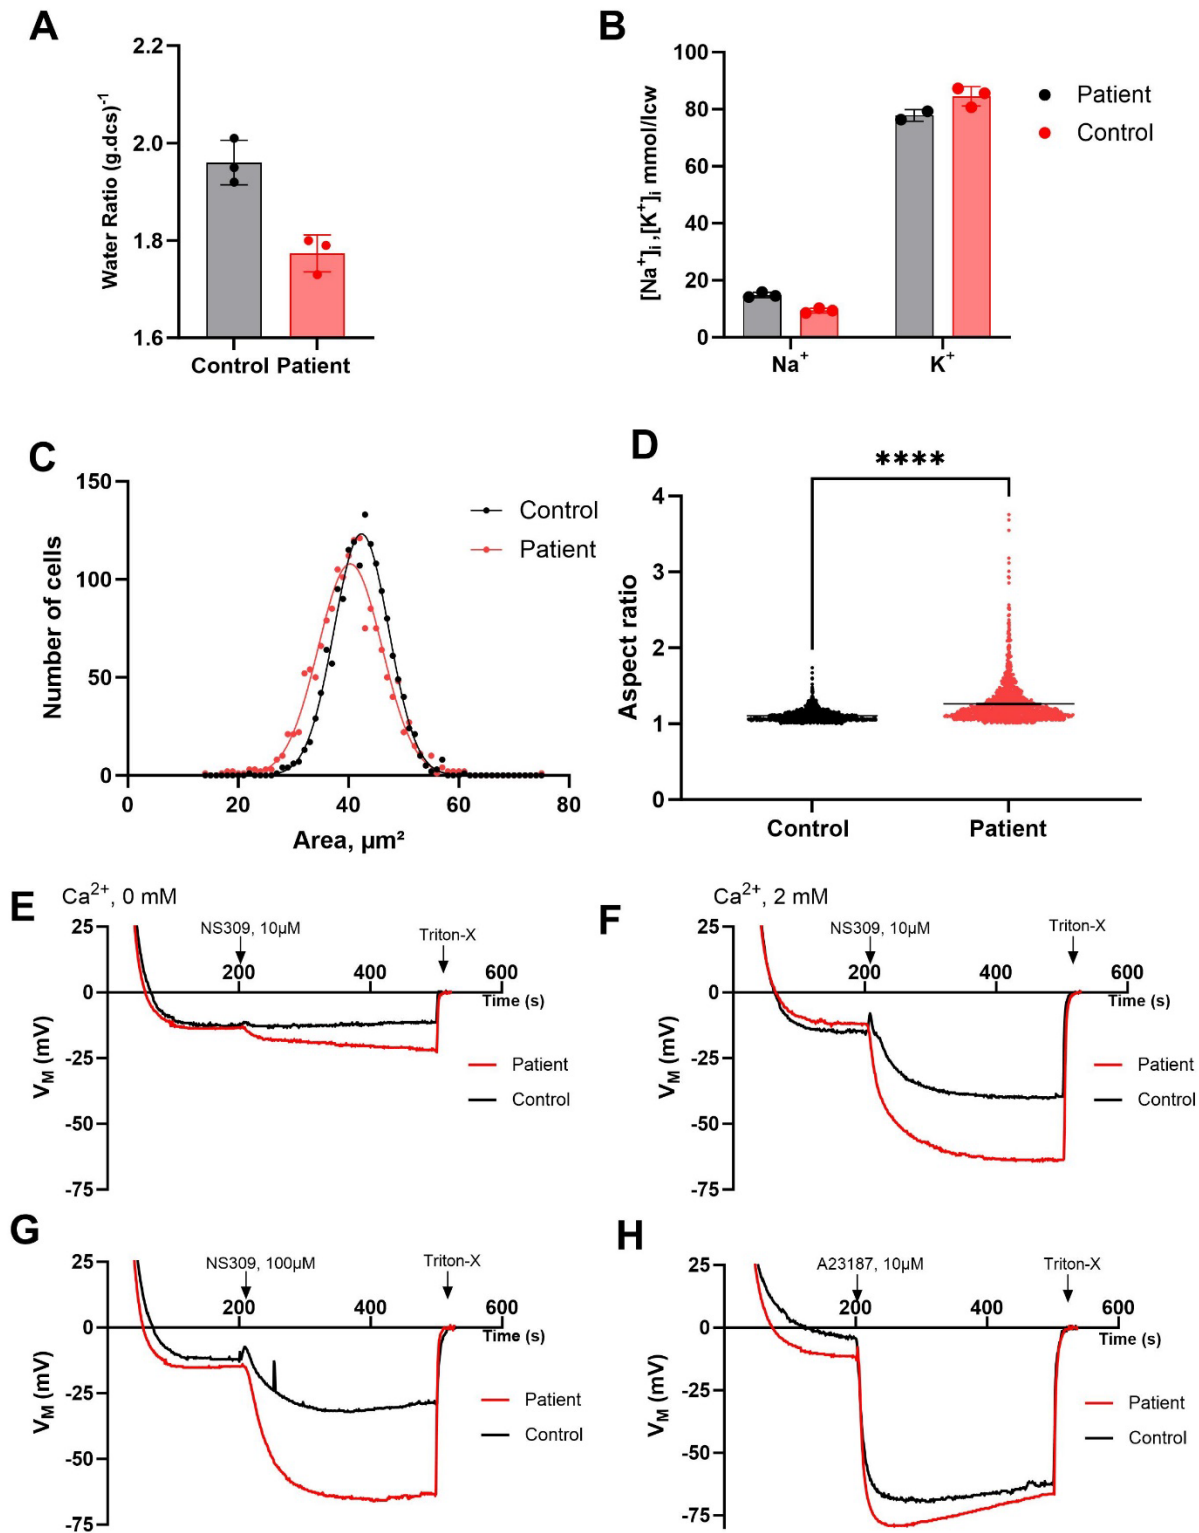 A
Water Ratio (g.dcs)⁻¹
2.2
2.0
1.8
1.6
Control Patient
B
[Na⁺]ᵢ ,[K⁺]ᵢ mmol/lcw
100
80
60
40
20
0
Na⁺
K⁺
Patient
Control
C
Number of cells
150
100
50
0
0 20 40 60 80
Area, µm²
Control
Patient
D
****
Aspect ratio
4
3
2
1
0
Control Patient
E
Ca²⁺, 0 mM
NS309, 10µM
Triton-X
25
0
-25
-50
-75
200 400 600
Time (s)
V_M (mV)
Patient
Control
F
Ca²⁺, 2 mM
NS309, 10µM
Triton-X
25
0
-25
-50
-75
200 400 600
Time (s)
V_M (mV)
Patient
Control
G
NS309, 100µM
Triton-X
25
0
-25
-50
-75
200 400 600
Time (s)
V_M (mV)
Patient
Control
H
A23187, 10µM
Triton-X
25
0
-25
-50
-75
200 400 600
Time (s)
V_M (mV)
Patient
Control